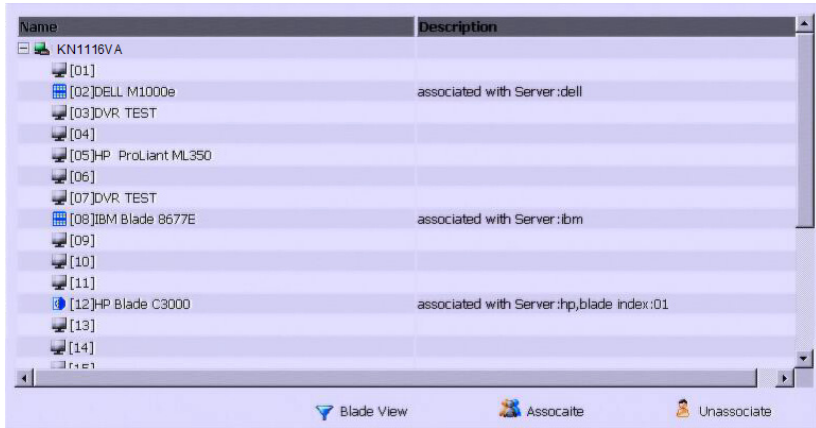 Name Description
KN1116VA
[01]
[02]DELL M1000e associated with Server:dell
[03]DVR TEST
[04]
[05]HP ProLiant ML350
[06]
[07]DVR TEST
[08]IBM Blade 8677E associated with Server:ibm
[09]
[10]
[11]
[12]HP Blade C3000 associated with Server:hp,blade index:01
[13]
[14]
[15]
Blade View Assocaite Unassociate